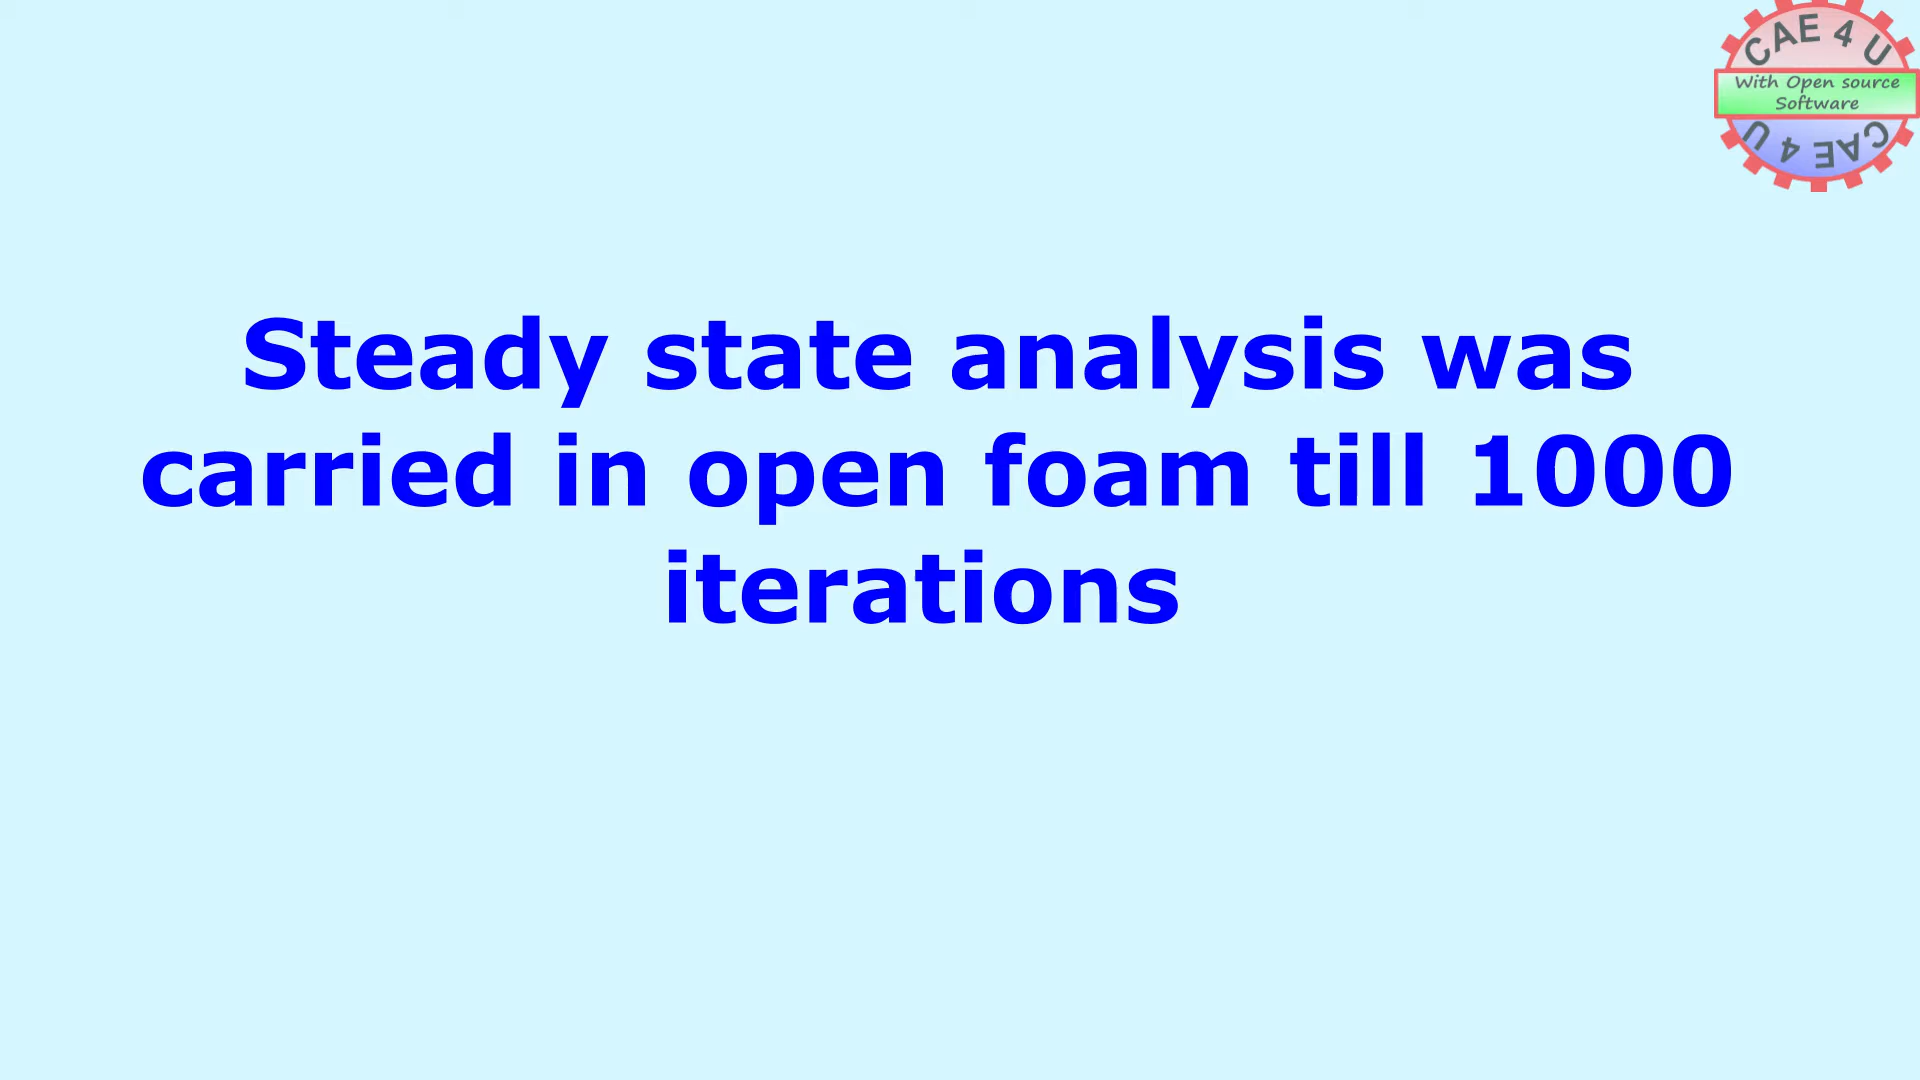 CAE 4 U
With Open source
Software
CAE 4 U
Steady state analysis was
carried in open foam till 1000
iterations